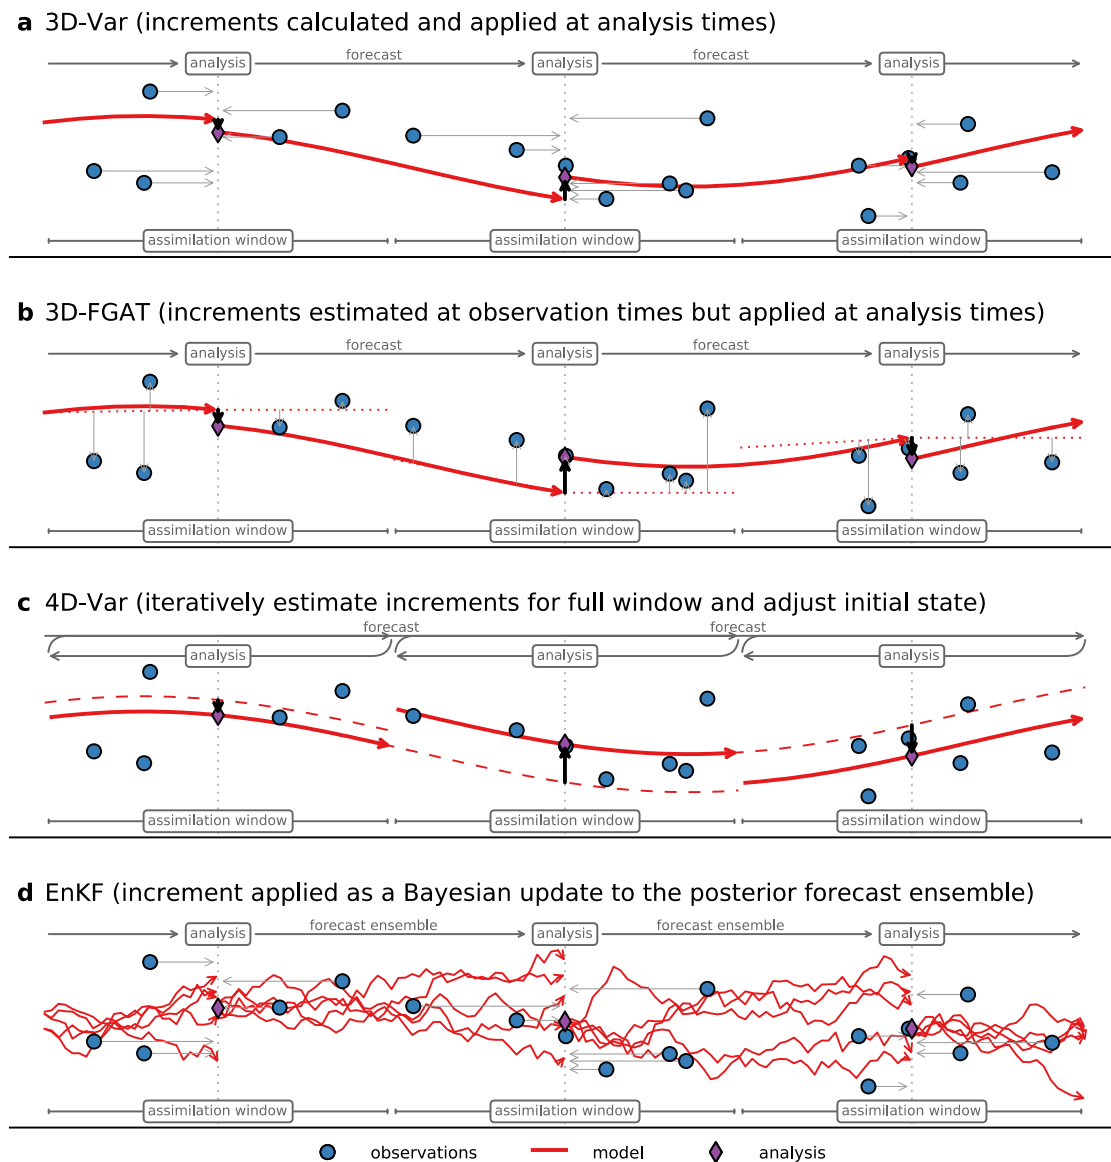 a 3D-Var (increments calculated and applied at analysis times)
analysis forecast analysis forecast analysis
assimilation window assimilation window assimilation window
b 3D-FGAT (increments estimated at observation times but applied at analysis times)
analysis forecast analysis forecast analysis
assimilation window assimilation window assimilation window
c 4D-Var (iteratively estimate increments for full window and adjust initial state)
forecast forecast
analysis analysis analysis
assimilation window assimilation window assimilation window
d EnKF (increment applied as a Bayesian update to the posterior forecast ensemble)
analysis forecast ensemble analysis forecast ensemble analysis
assimilation window assimilation window assimilation window
observations model analysis